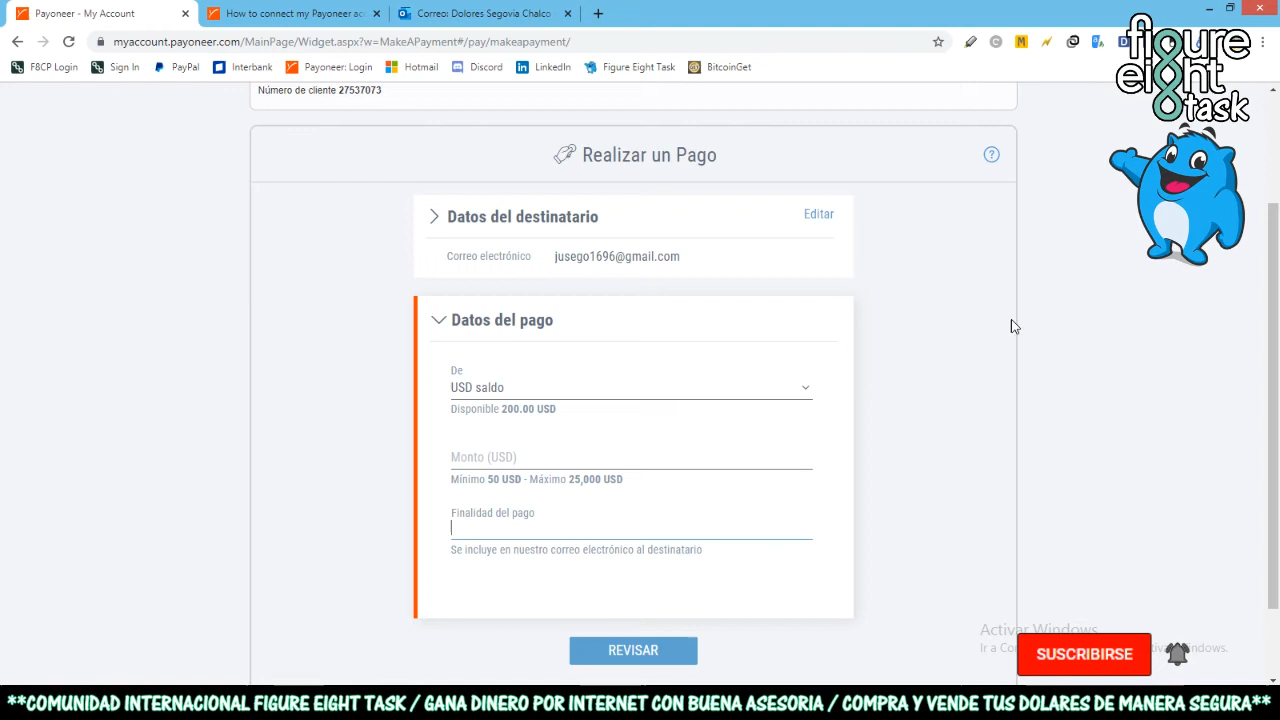 Payoneer - My Account
How to connect my Payoneer ac
Correo: Dolores Segovia Chalco
myaccount.payoneer.com/MainPage/Widget.aspx?w=MakeAPayment#/pay/makeapayment/
F8CP Login
Sign In
PayPal
Interbank
Payoneer: Login
Hotmail
Discord
LinkedIn
Figure Eight Task
BitcoinGet
figure
eight
task
Número de cliente 27537073
Realizar un Pago
Datos del destinatario
Editar
Correo electrónico
jusego1696@gmail.com
Datos del pago
De
USD saldo
Disponible 200.00 USD
Monto (USD)
Mínimo 50 USD - Máximo 25,000 USD
Finalidad del pago
Se incluye en nuestro correo electrónico al destinatario
REVISAR
Activar Windows
SUSCRIBIRSE
**COMUNIDAD INTERNACIONAL FIGURE EIGHT TASK / GANA DINERO POR INTERNET CON BUENA ASESORIA / COMPRA Y VENDE TUS DOLARES DE MANERA SEGURA**